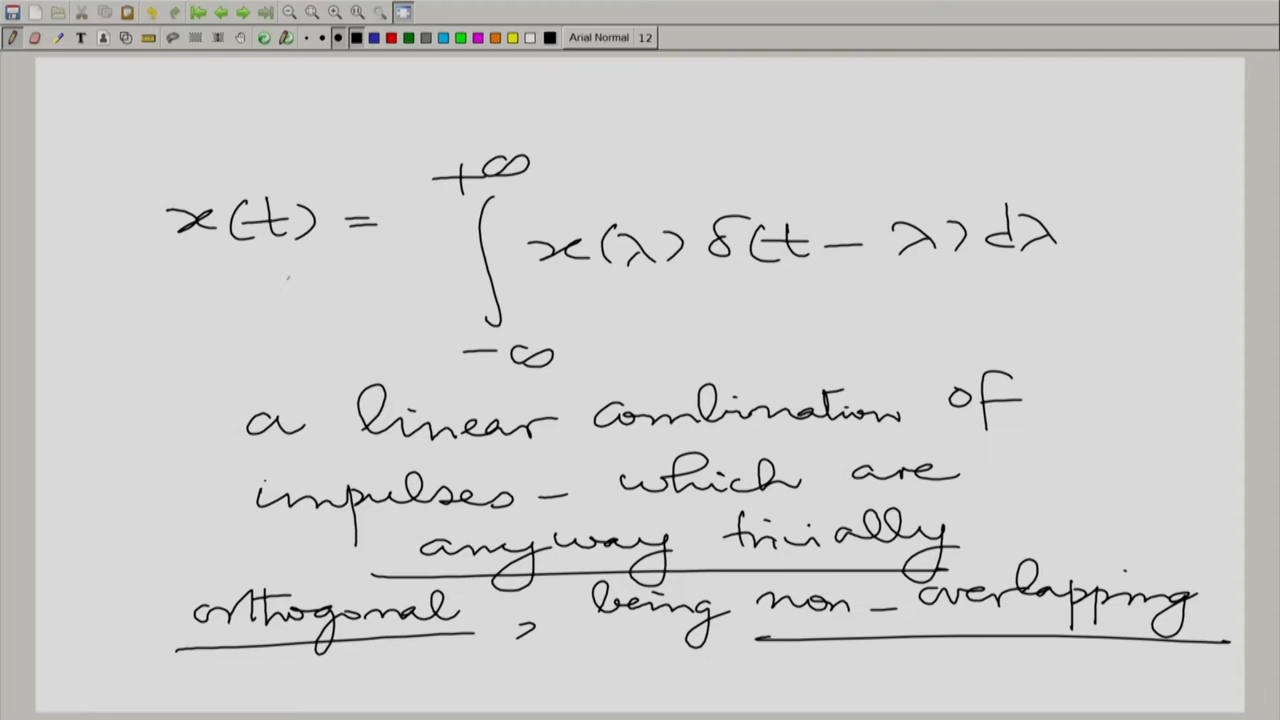 Arial Normal 12
x(t) = ∫_{-∞}^{+∞} x(λ) δ(t - λ) dλ
a linear combination of
impulses - which are
anyway trivially
orthogonal, being non-overlapping